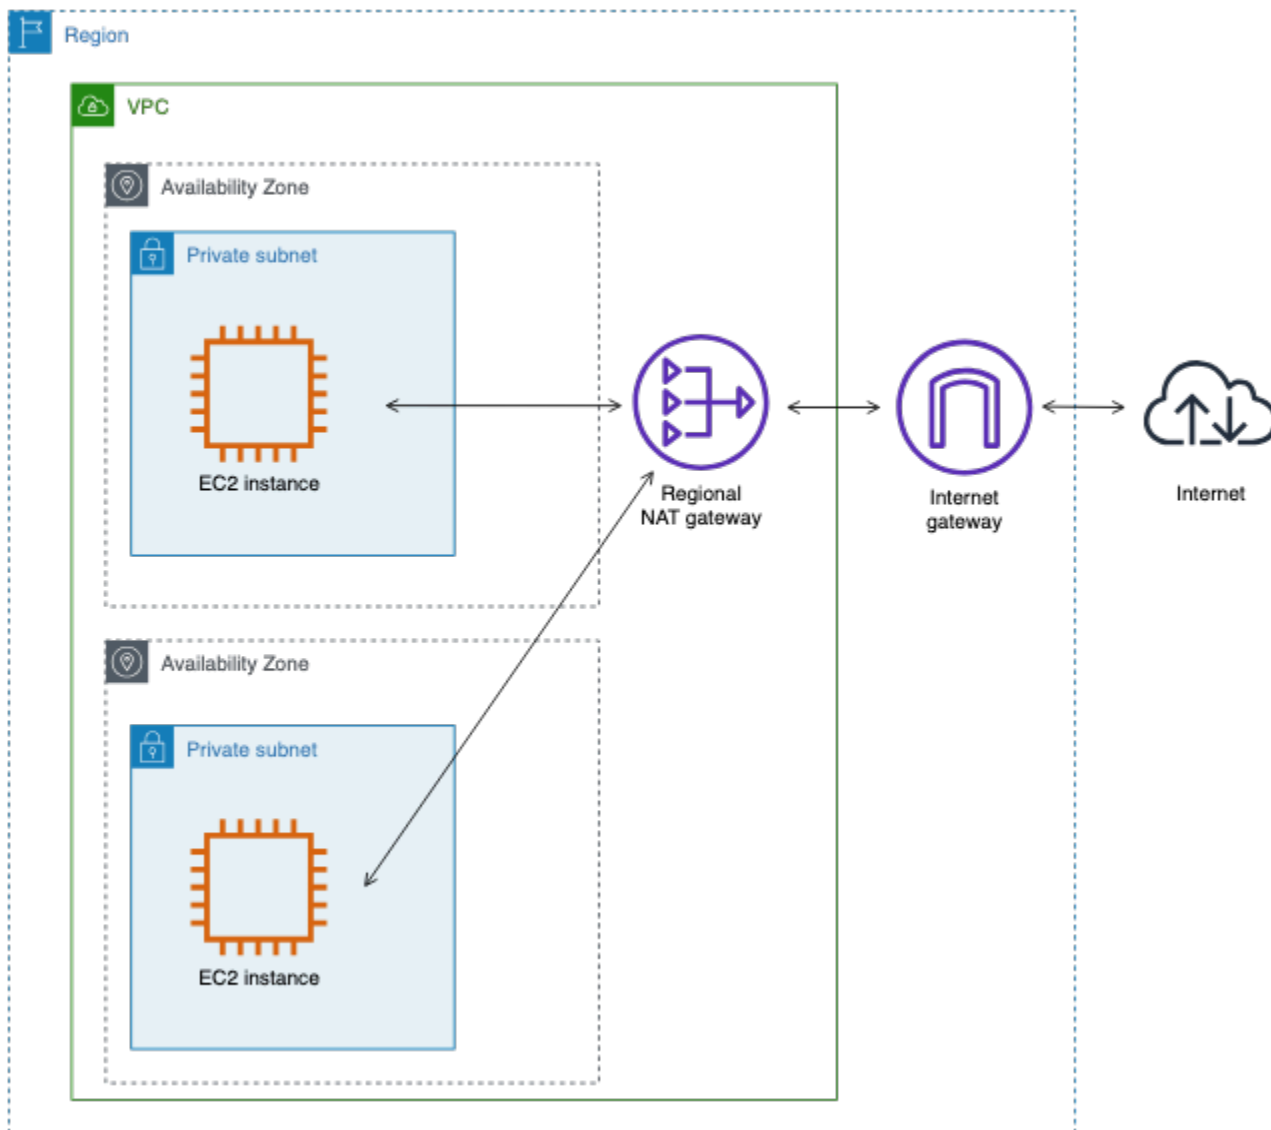 Region
VPC
Availability Zone
Private subnet
EC2 instance
Regional
NAT gateway
Internet
gateway
Internet
Availability Zone
Private subnet
EC2 instance